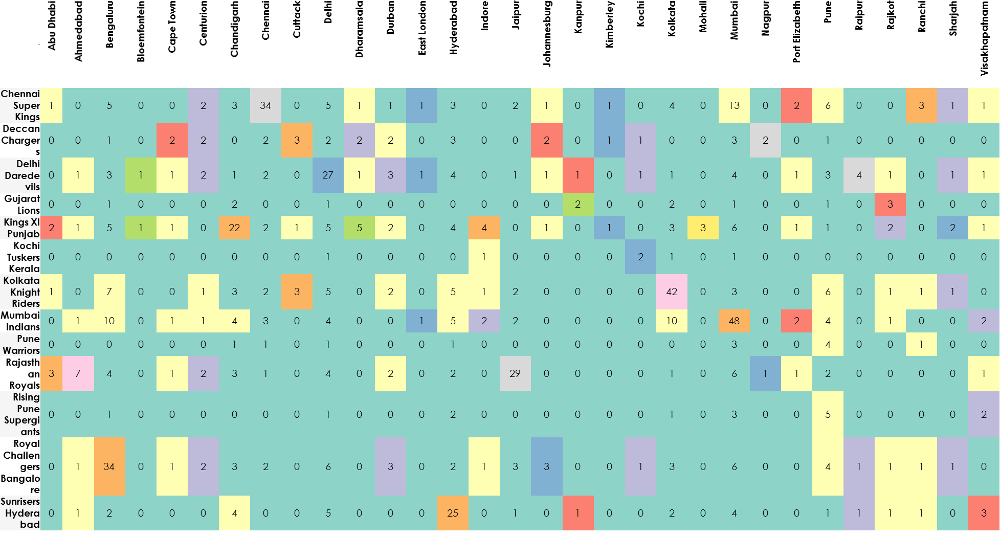 Abu Dhabi Ahmedabad Bengaluru Bloemfontein Cape Town Centurion Chandigarh Chennai Cuttack Delhi Dharamsala Durban East London Hyderabad Indore Jaipur Johannesburg Kanpur Kimberley Kochi Kolkata Mohali Mumbai Nagpur Port Elizabeth Pune Raipur Rajkot Ranchi Sharjah Visakhapatnam
Chennai
Super
Kings
1 0 5 0 0 2 3 34 0 5 1 1 1 3 0 2 1 0 1 0 4 0 13 0 2 6 0 0 3 1 1
Deccan
Charger
s
0 0 1 0 2 2 0 2 3 2 2 2 0 3 0 0 2 0 1 1 0 0 3 2 0 1 0 0 0 0 0
Delhi
Darede
vils
0 1 3 1 1 2 1 2 0 27 1 3 1 4 0 1 1 1 0 1 1 0 4 0 1 3 4 1 0 1 1
Gujarat
Lions
0 0 1 0 0 0 2 0 0 1 0 0 0 0 0 0 0 2 0 0 2 0 1 0 0 1 0 3 0 0 0
Kings XI
Punjab
2 1 5 1 1 0 22 2 1 5 5 2 0 4 4 0 1 0 1 0 3 3 6 0 1 1 0 2 0 2 1
Kochi
Tuskers
Kerala
0 0 0 0 0 0 0 0 0 1 0 0 0 0 1 0 0 0 0 2 1 0 1 0 0 0 0 0 0 0 0
Kolkata
Knight
Riders
1 0 7 0 0 1 3 2 3 5 0 2 0 5 1 2 0 0 0 0 42 0 3 0 0 6 0 1 1 1 0
Mumbai
Indians
0 1 10 0 1 1 4 3 0 4 0 0 1 5 2 2 0 0 0 0 10 0 48 0 2 4 0 1 0 0 2
Pune
Warriors
0 0 0 0 0 0 1 1 0 1 0 0 0 1 0 0 0 0 0 0 0 0 3 0 0 4 0 0 1 0 0
Rajasth
an
Royals
3 7 4 0 1 2 3 1 0 4 0 2 0 2 0 29 0 0 0 0 1 0 6 1 1 2 0 0 0 0 1
Rising
Pune
Supergi
ants
0 0 1 0 0 0 0 0 0 1 0 0 0 2 0 0 0 0 0 0 1 0 3 0 0 5 0 0 0 0 2
Royal
Challen
gers
Bangalo
re
0 1 34 0 1 2 3 2 0 6 0 3 0 2 1 3 3 0 0 1 3 0 6 0 0 4 1 1 1 1 0
Sunrisers
Hydera
bad
0 1 2 0 0 0 4 0 0 5 0 0 0 25 0 1 0 1 0 0 2 0 4 0 0 1 1 1 1 0 3